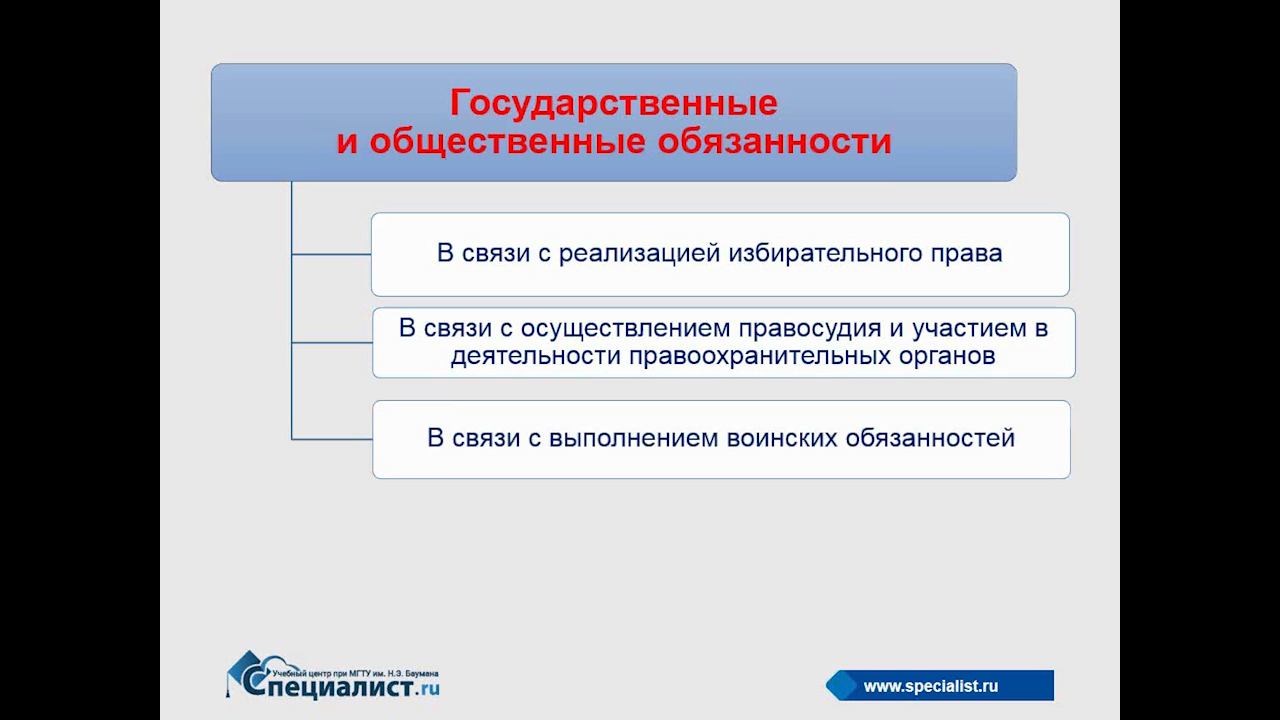 Государственные
и общественные обязанности
В связи с реализацией избирательного права
В связи с осуществлением правосудия и участием в
деятельности правоохранительных органов
В связи с выполнением воинских обязанностей
Учебный центр при МГТУ им. Н.Э. Баумана
Специалист.ru
www.specialist.ru